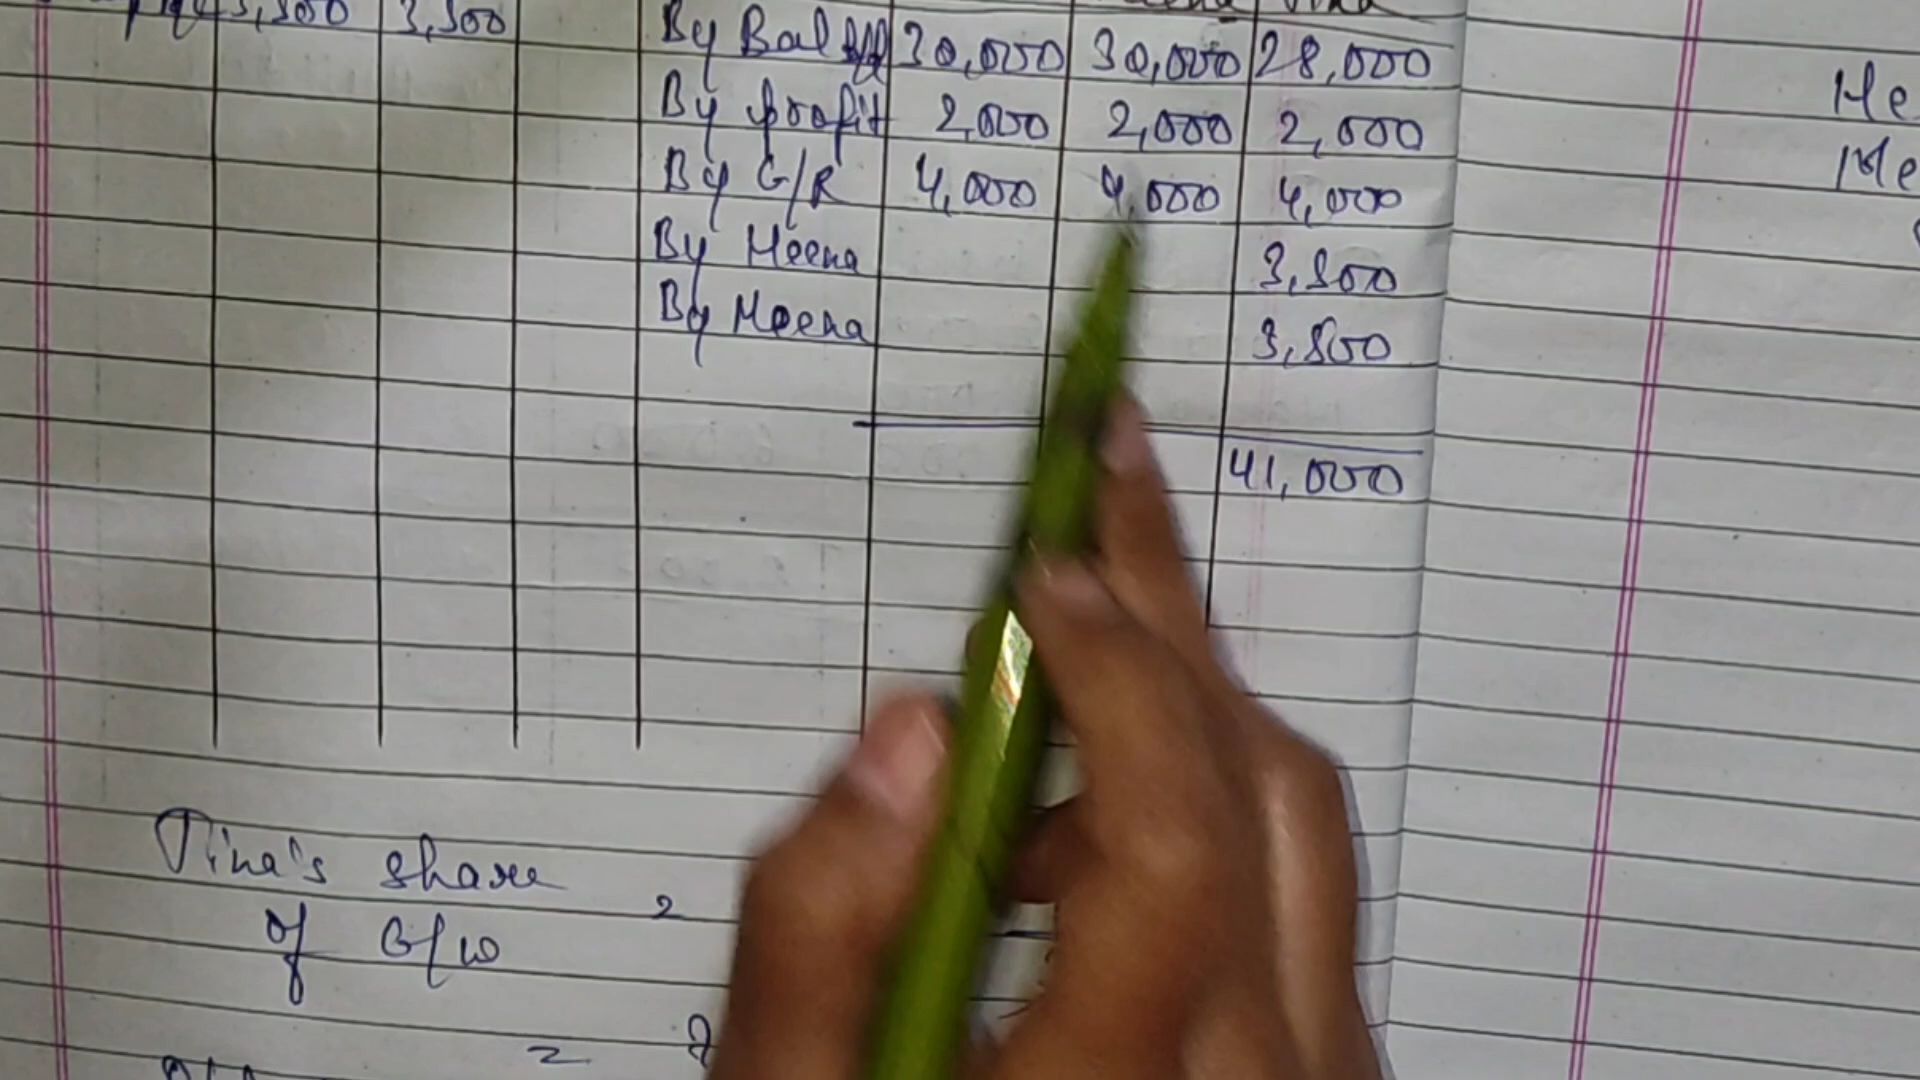 3,500 3,500 By Bal b/d 30,000 30,000 28,000
By profit 2,000 2,000 2,000
By G/R 4,000 4,000 4,000
By Heena 3,500
By Meena 3,500
41,000
He
Me
Tina's share =
of G/w
=